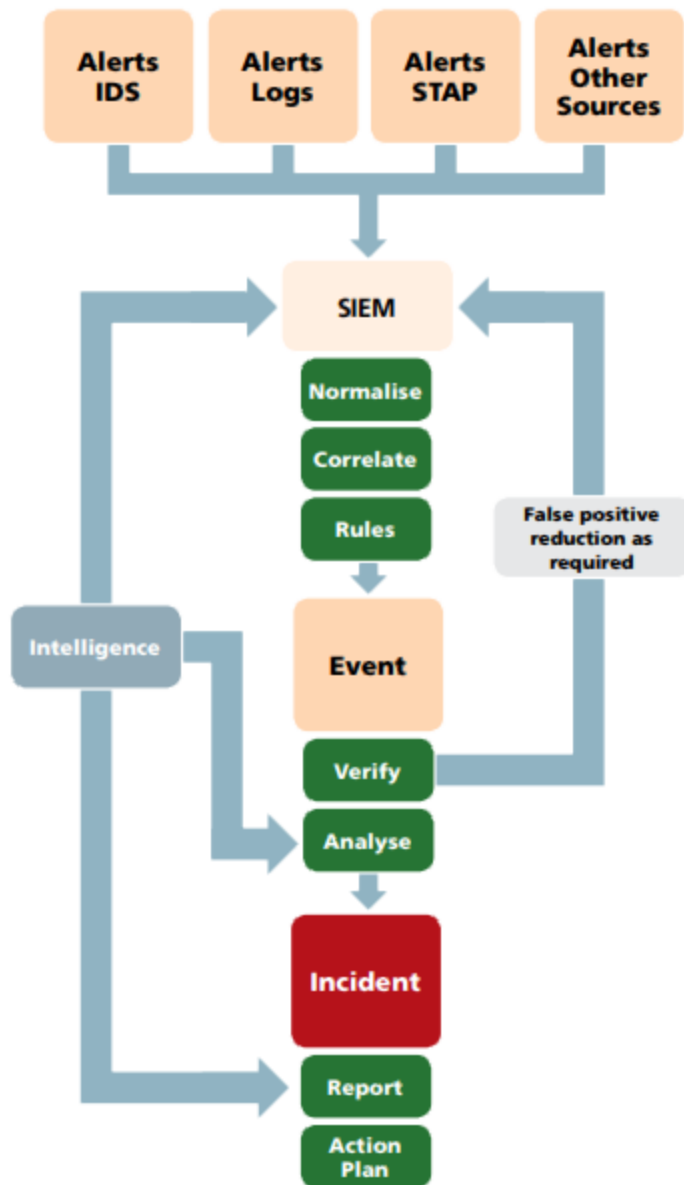 Alerts
IDS
Alerts
Logs
Alerts
STAP
Alerts
Other
Sources
SIEM
Normalise
Correlate
Rules
False positive
reduction as
required
Intelligence
Event
Verify
Analyse
Incident
Report
Action
Plan